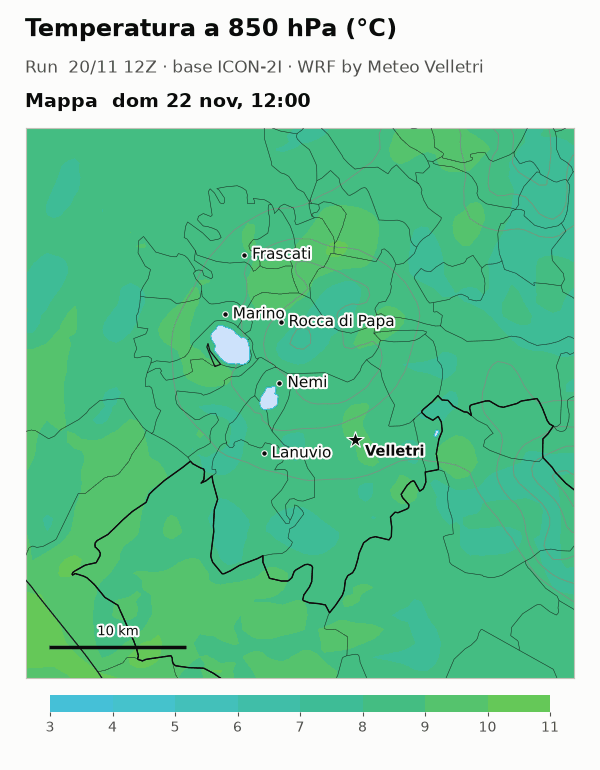 Temperatura a 850 hPa (°C)
Run  20/11 12Z · base ICON-2I · WRF by Meteo Velletri
Mappa  dom 22 nov, 12:00
Frascati
Marino
Rocca di Papa
Nemi
Velletri
Lanuvio
10 km
3 4 5 6 7 8 9 10 11